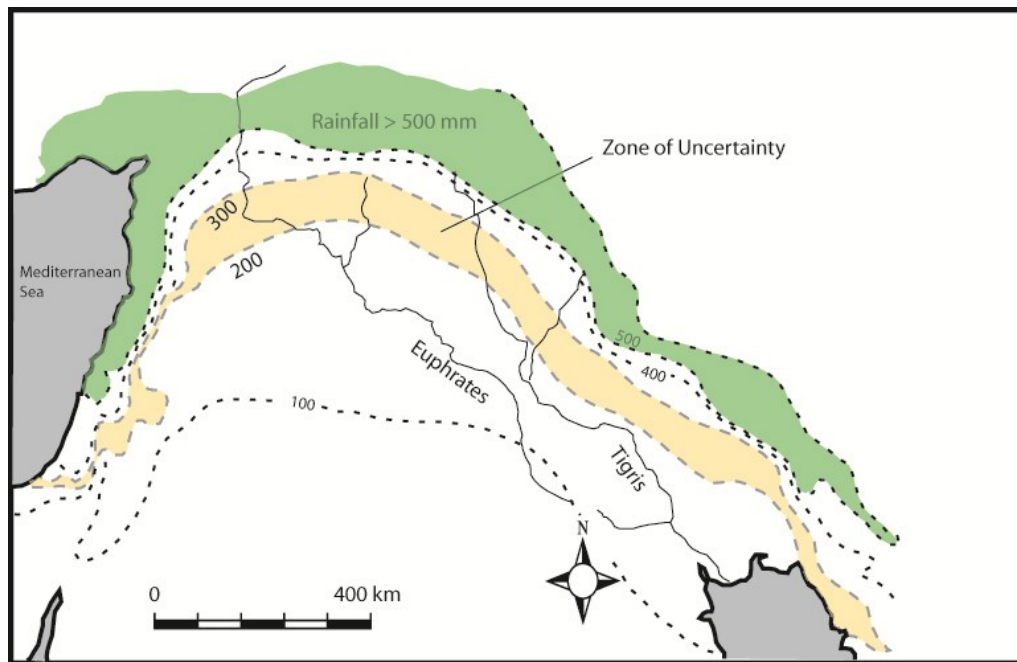 Rainfall > 500 mm
Zone of Uncertainty
300
200
Mediterranean
Sea
500
400
Euphrates
100
Tigris
N
0
400 km